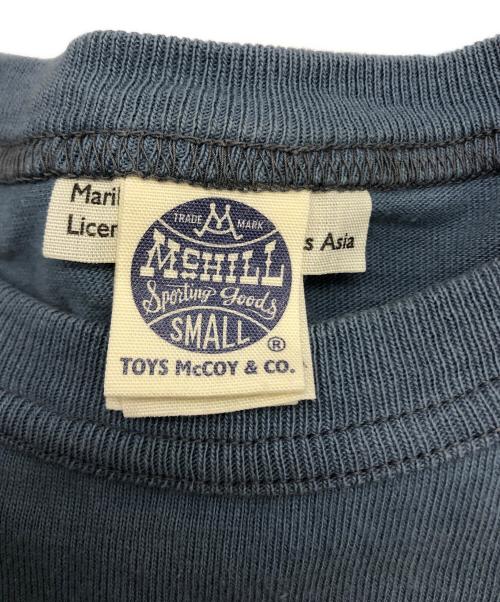 Mari
Licen
s Asia
TRADE MARK
McHILL
Sporting Goods
SMALL
®
TOYS McCOY & CO.